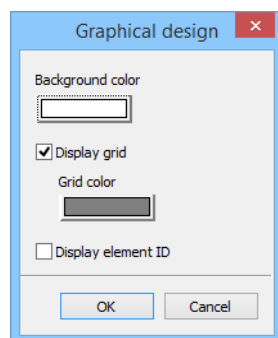 Graphical design
Background color
Display grid
Grid color
Display element ID
OK
Cancel